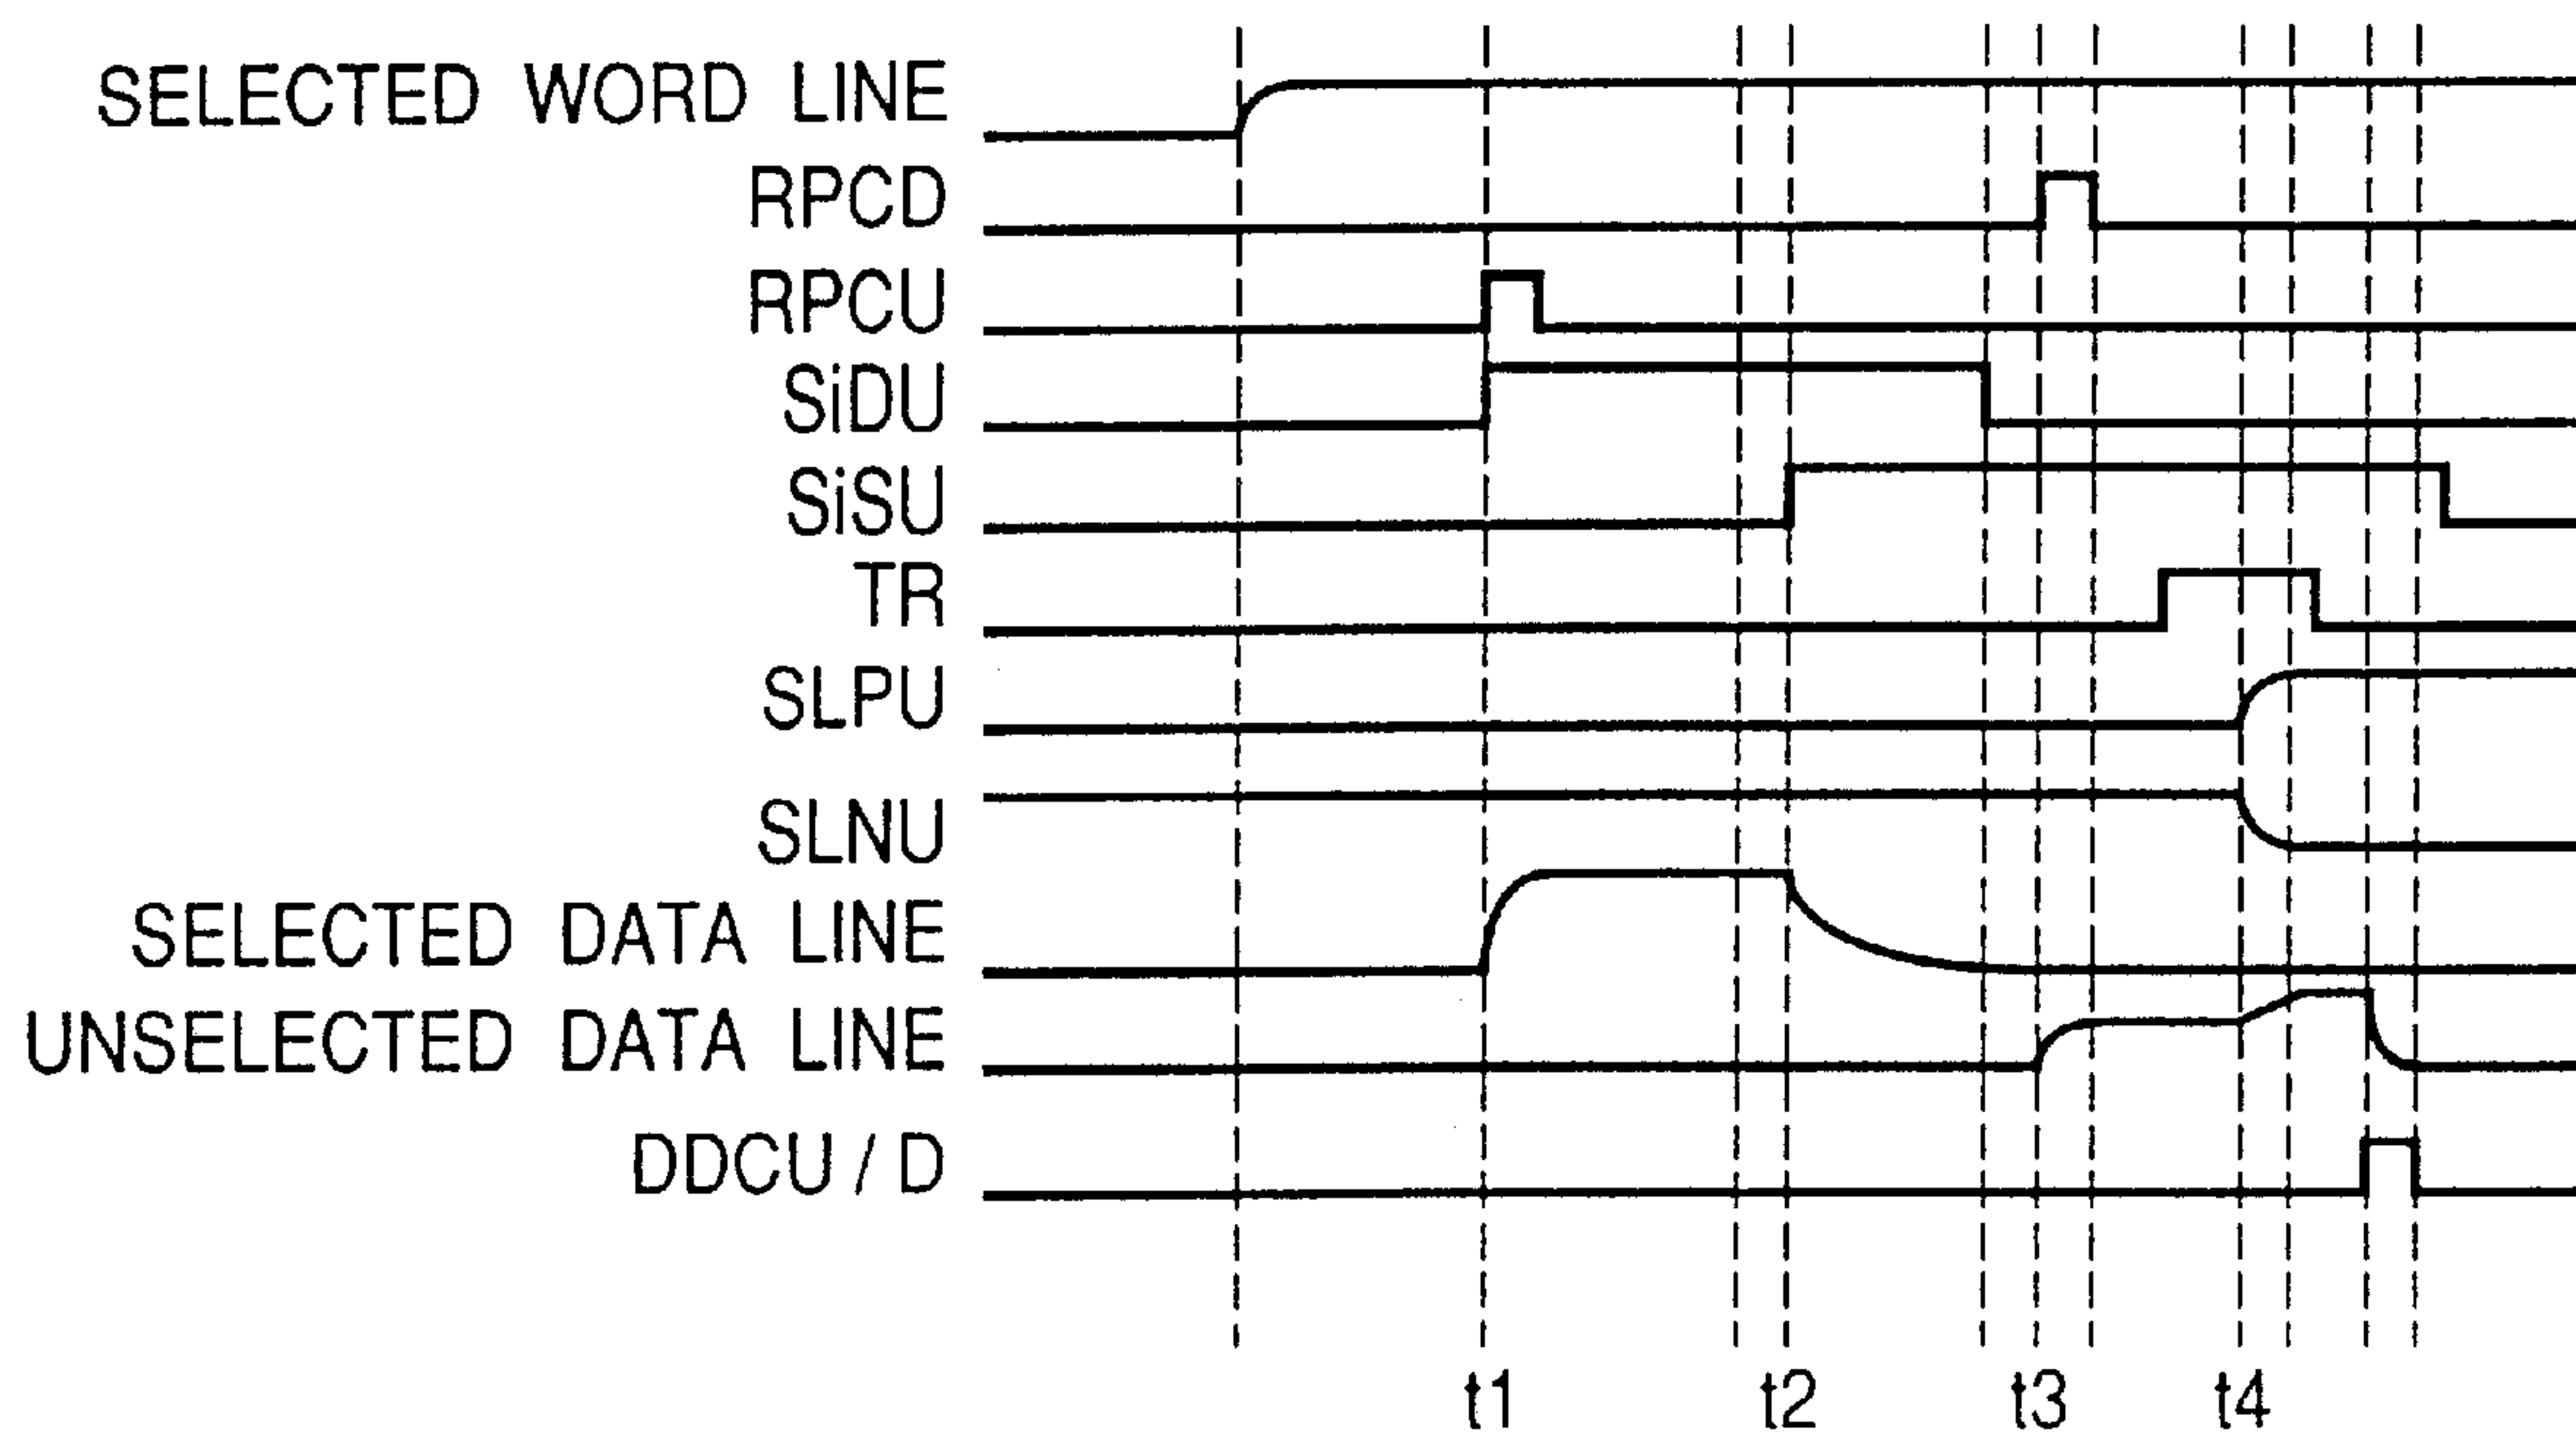 SELECTED WORD LINE
RPCD
RPCU
SiDU
SiSU
TR
SLPU
SLNU
SELECTED DATA LINE
UNSELECTED DATA LINE
DDCU / D
t1 t2 t3 t4